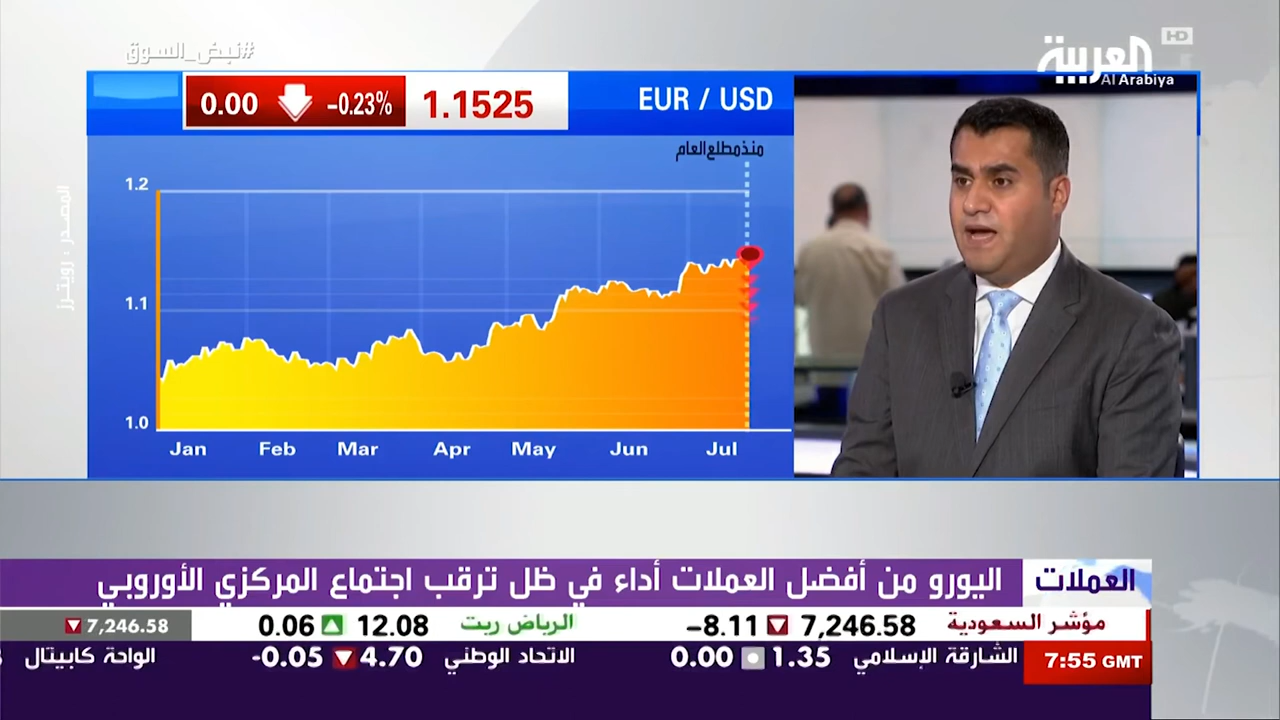 #نبض_السوق
العربية HD
Al Arabiya
0.00 -0.23% 1.1525 EUR / USD
منذ مطلع العام
المصدر : رويترز
1.2
1.1
1.0
Jan Feb Mar Apr May Jun Jul
العملات
اليورو من أفضل العملات أداء في ظل ترقب اجتماع المركزي الأوروبي
مؤشر السعودية 7,246.58 -8.11 الرياض ريت 12.08 0.06 7,246.58
7:55 GMT
الشارقة الإسلامي 1.35 0.00 الاتحاد الوطني 4.70 -0.05 الواحة كابيتال